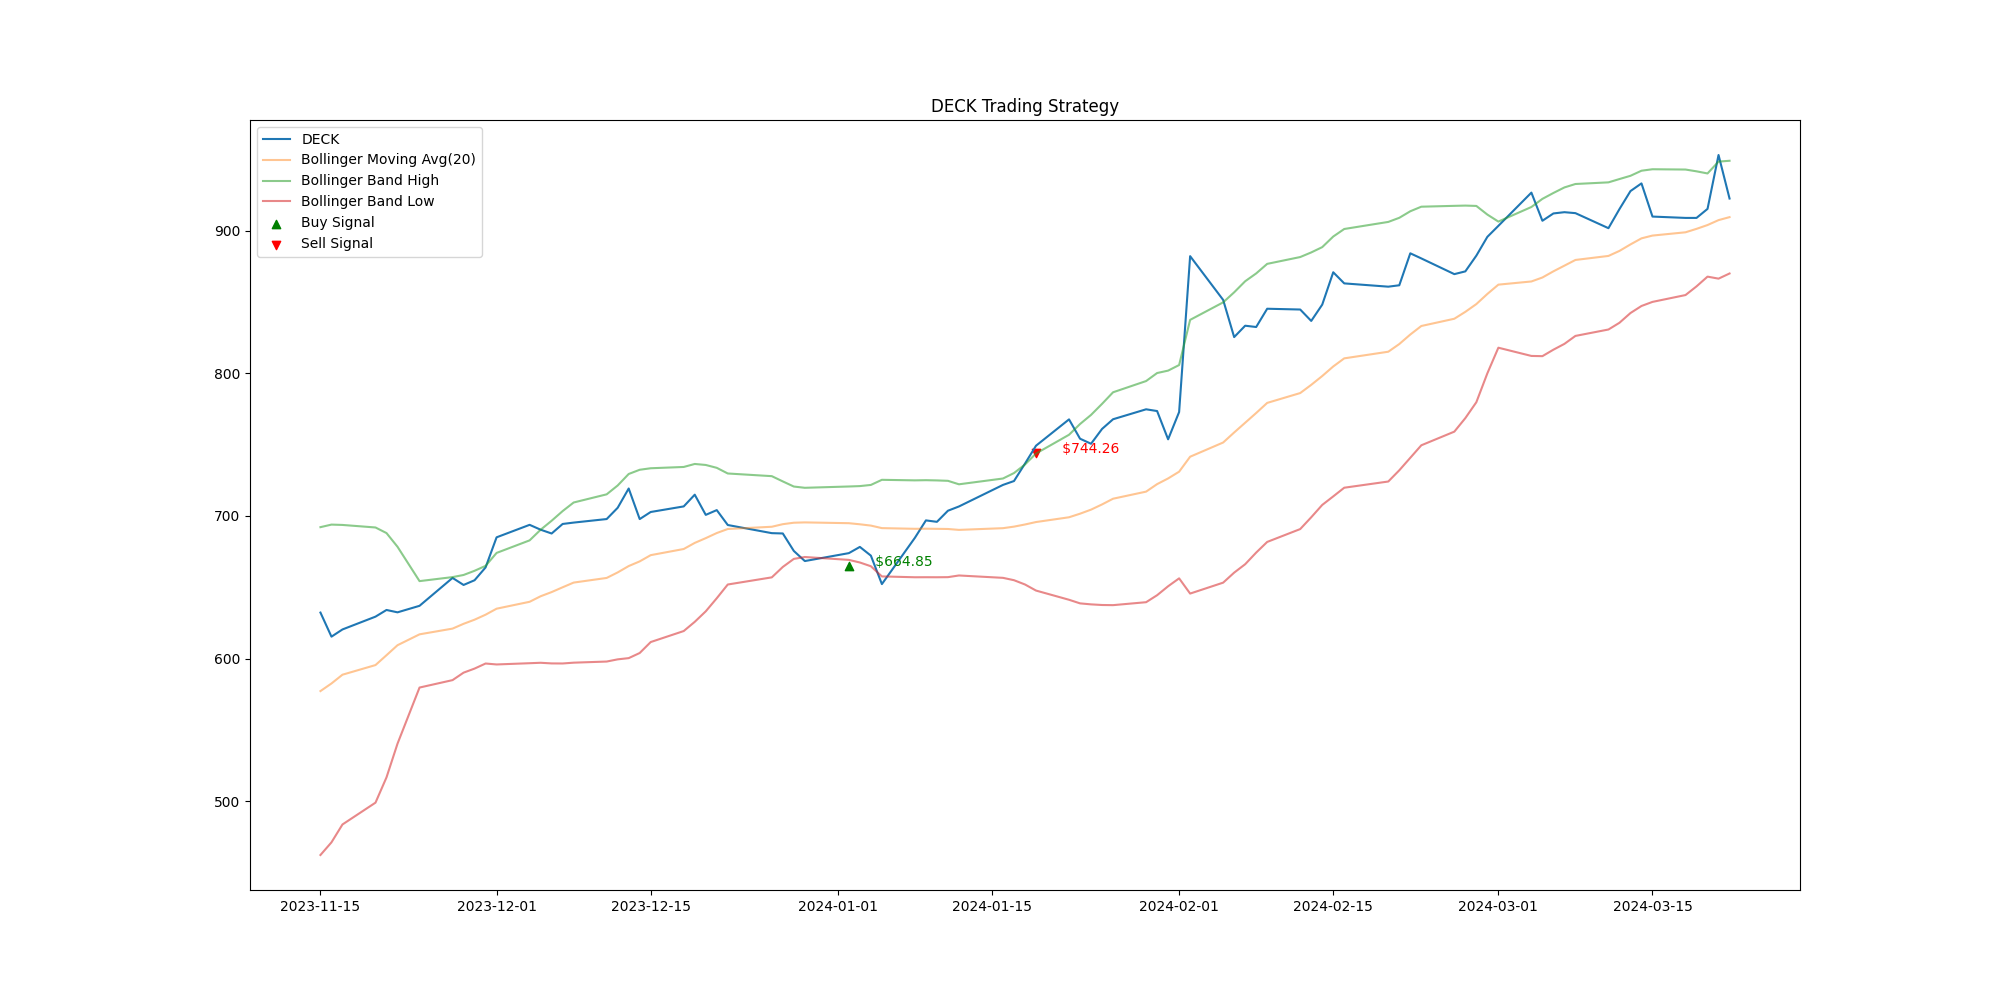 DECK Trading Strategy
DECK
Bollinger Moving Avg(20)
Bollinger Band High
Bollinger Band Low
Buy Signal
Sell Signal
900
800
700
600
500
$744.26
$664.85
2023-11-15 2023-12-01 2023-12-15 2024-01-01 2024-01-15 2024-02-01 2024-02-15 2024-03-01 2024-03-15